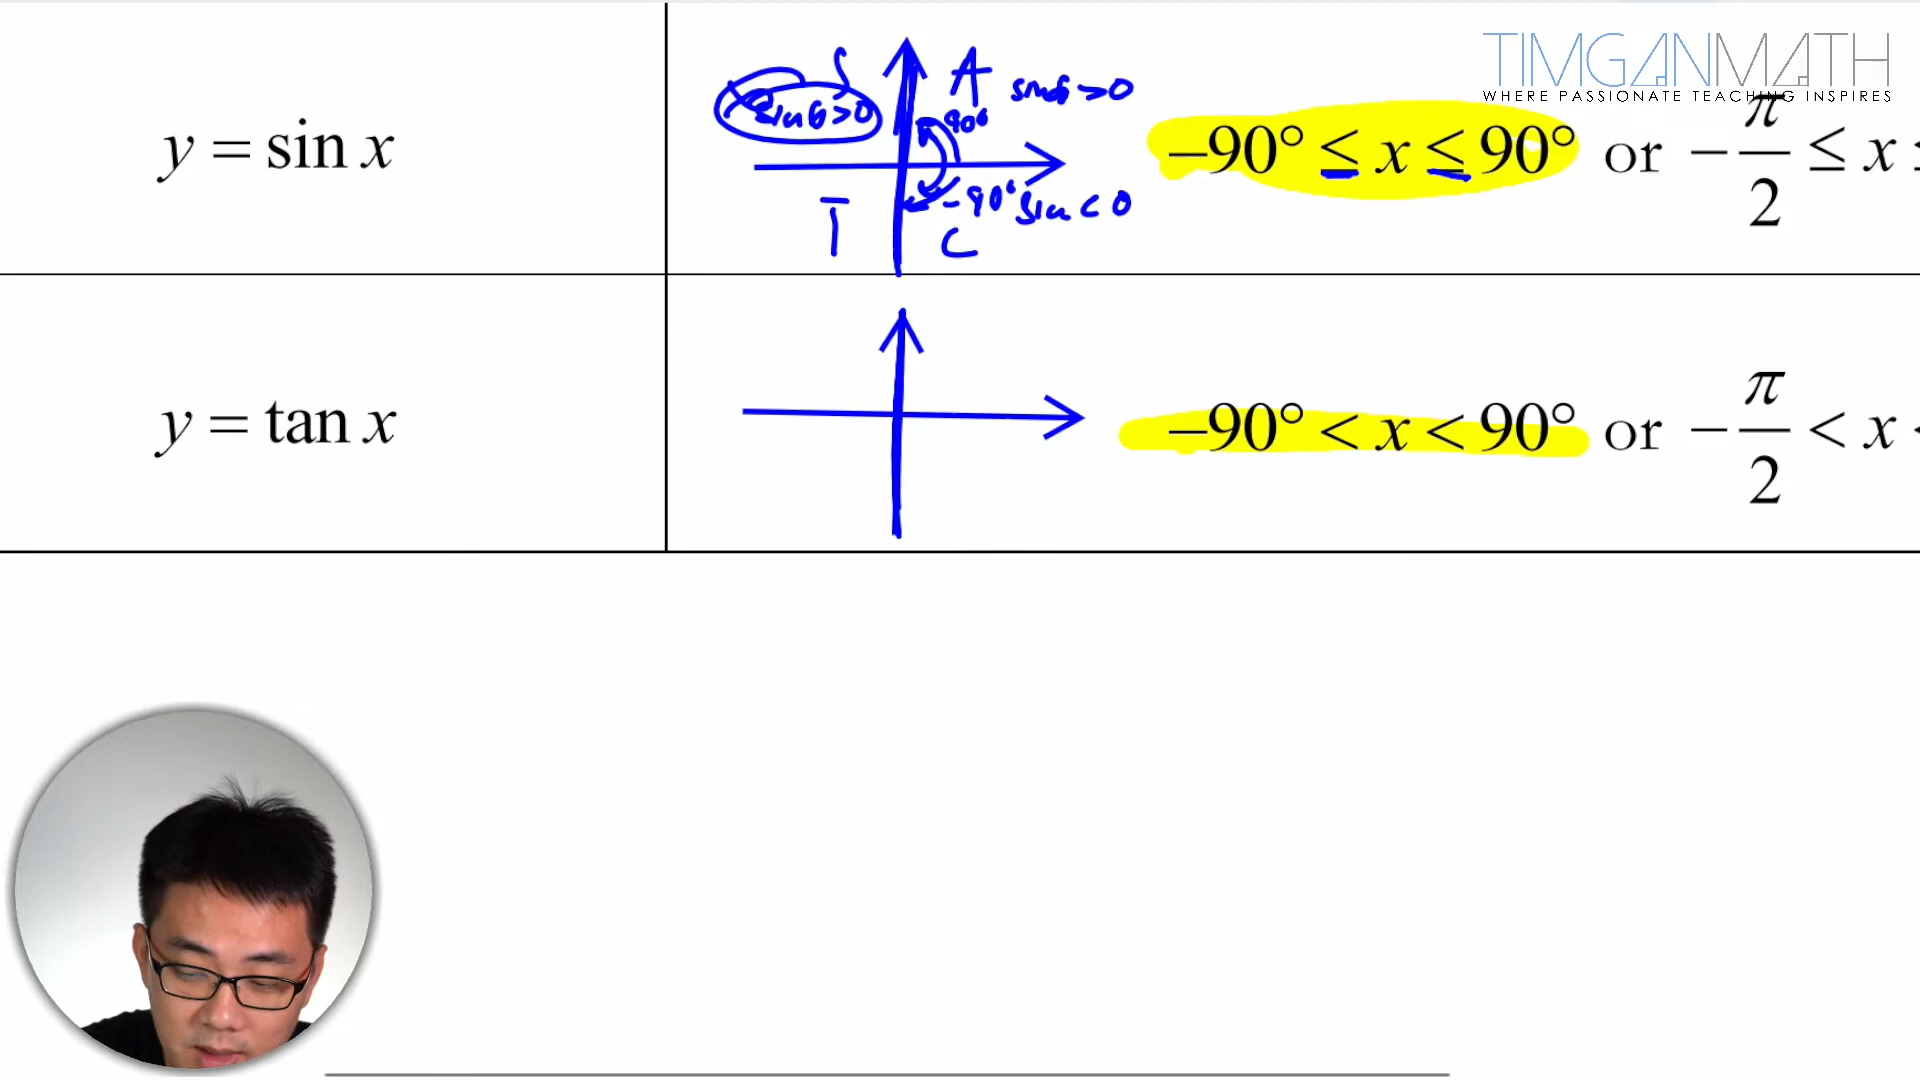 TIMGANMATH
WHERE PASSIONATE TEACHING INSPIRES
S A sinθ > 0
sinθ > 0 90°
y = sin x −90° ≤ x ≤ 90° or −π/2 ≤ x ≤
−90° sin < 0
T C
y = tan x −90° < x < 90° or −π/2 < x <